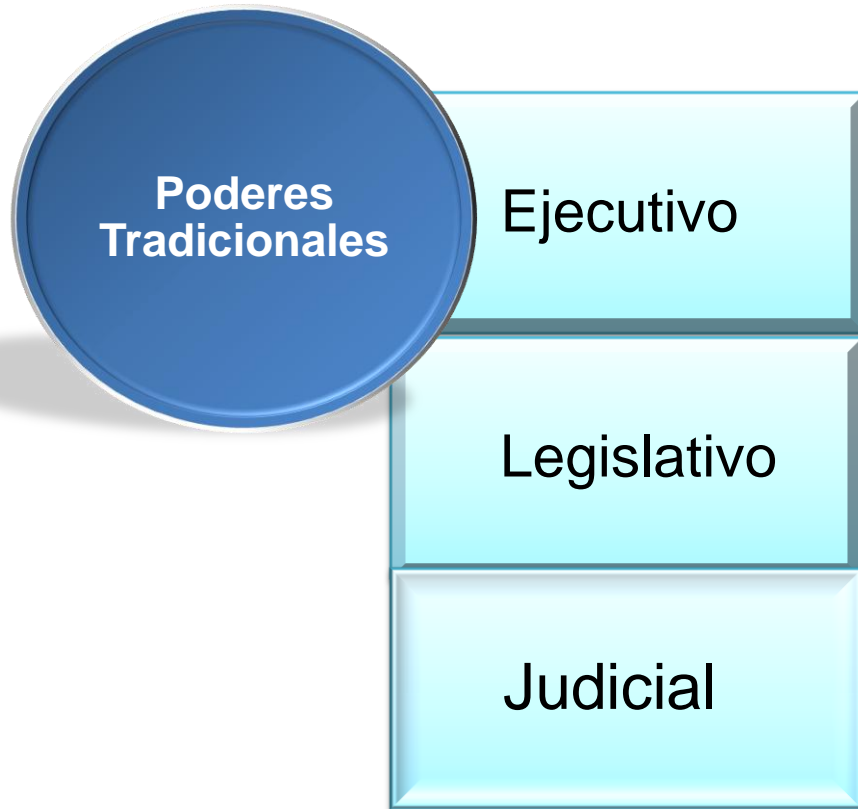 Poderes
Tradicionales
Ejecutivo
Legislativo
Judicial